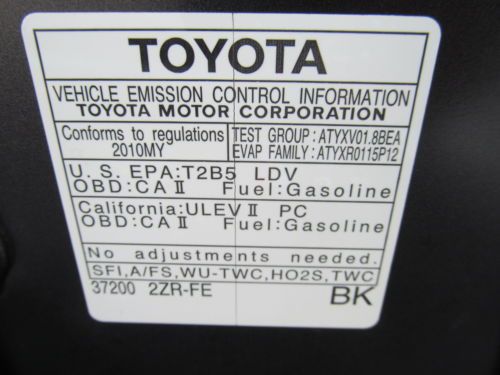 TOYOTA
VEHICLE EMISSION CONTROL INFORMATION
TOYOTA MOTOR CORPORATION
Conforms to regulations
2010MY
TEST GROUP: ATYXV01.8BEA
EVAP FAMILY: ATYXR0115P12
U. S. EPA:T2B5 LDV
OBD:CA II Fuel:Gasoline
California:ULEV II PC
OBD:CA II Fuel:Gasoline
No adjustments needed.
SFI,A/FS,WU-TWC,HO2S,TWC
37200 2ZR-FE BK